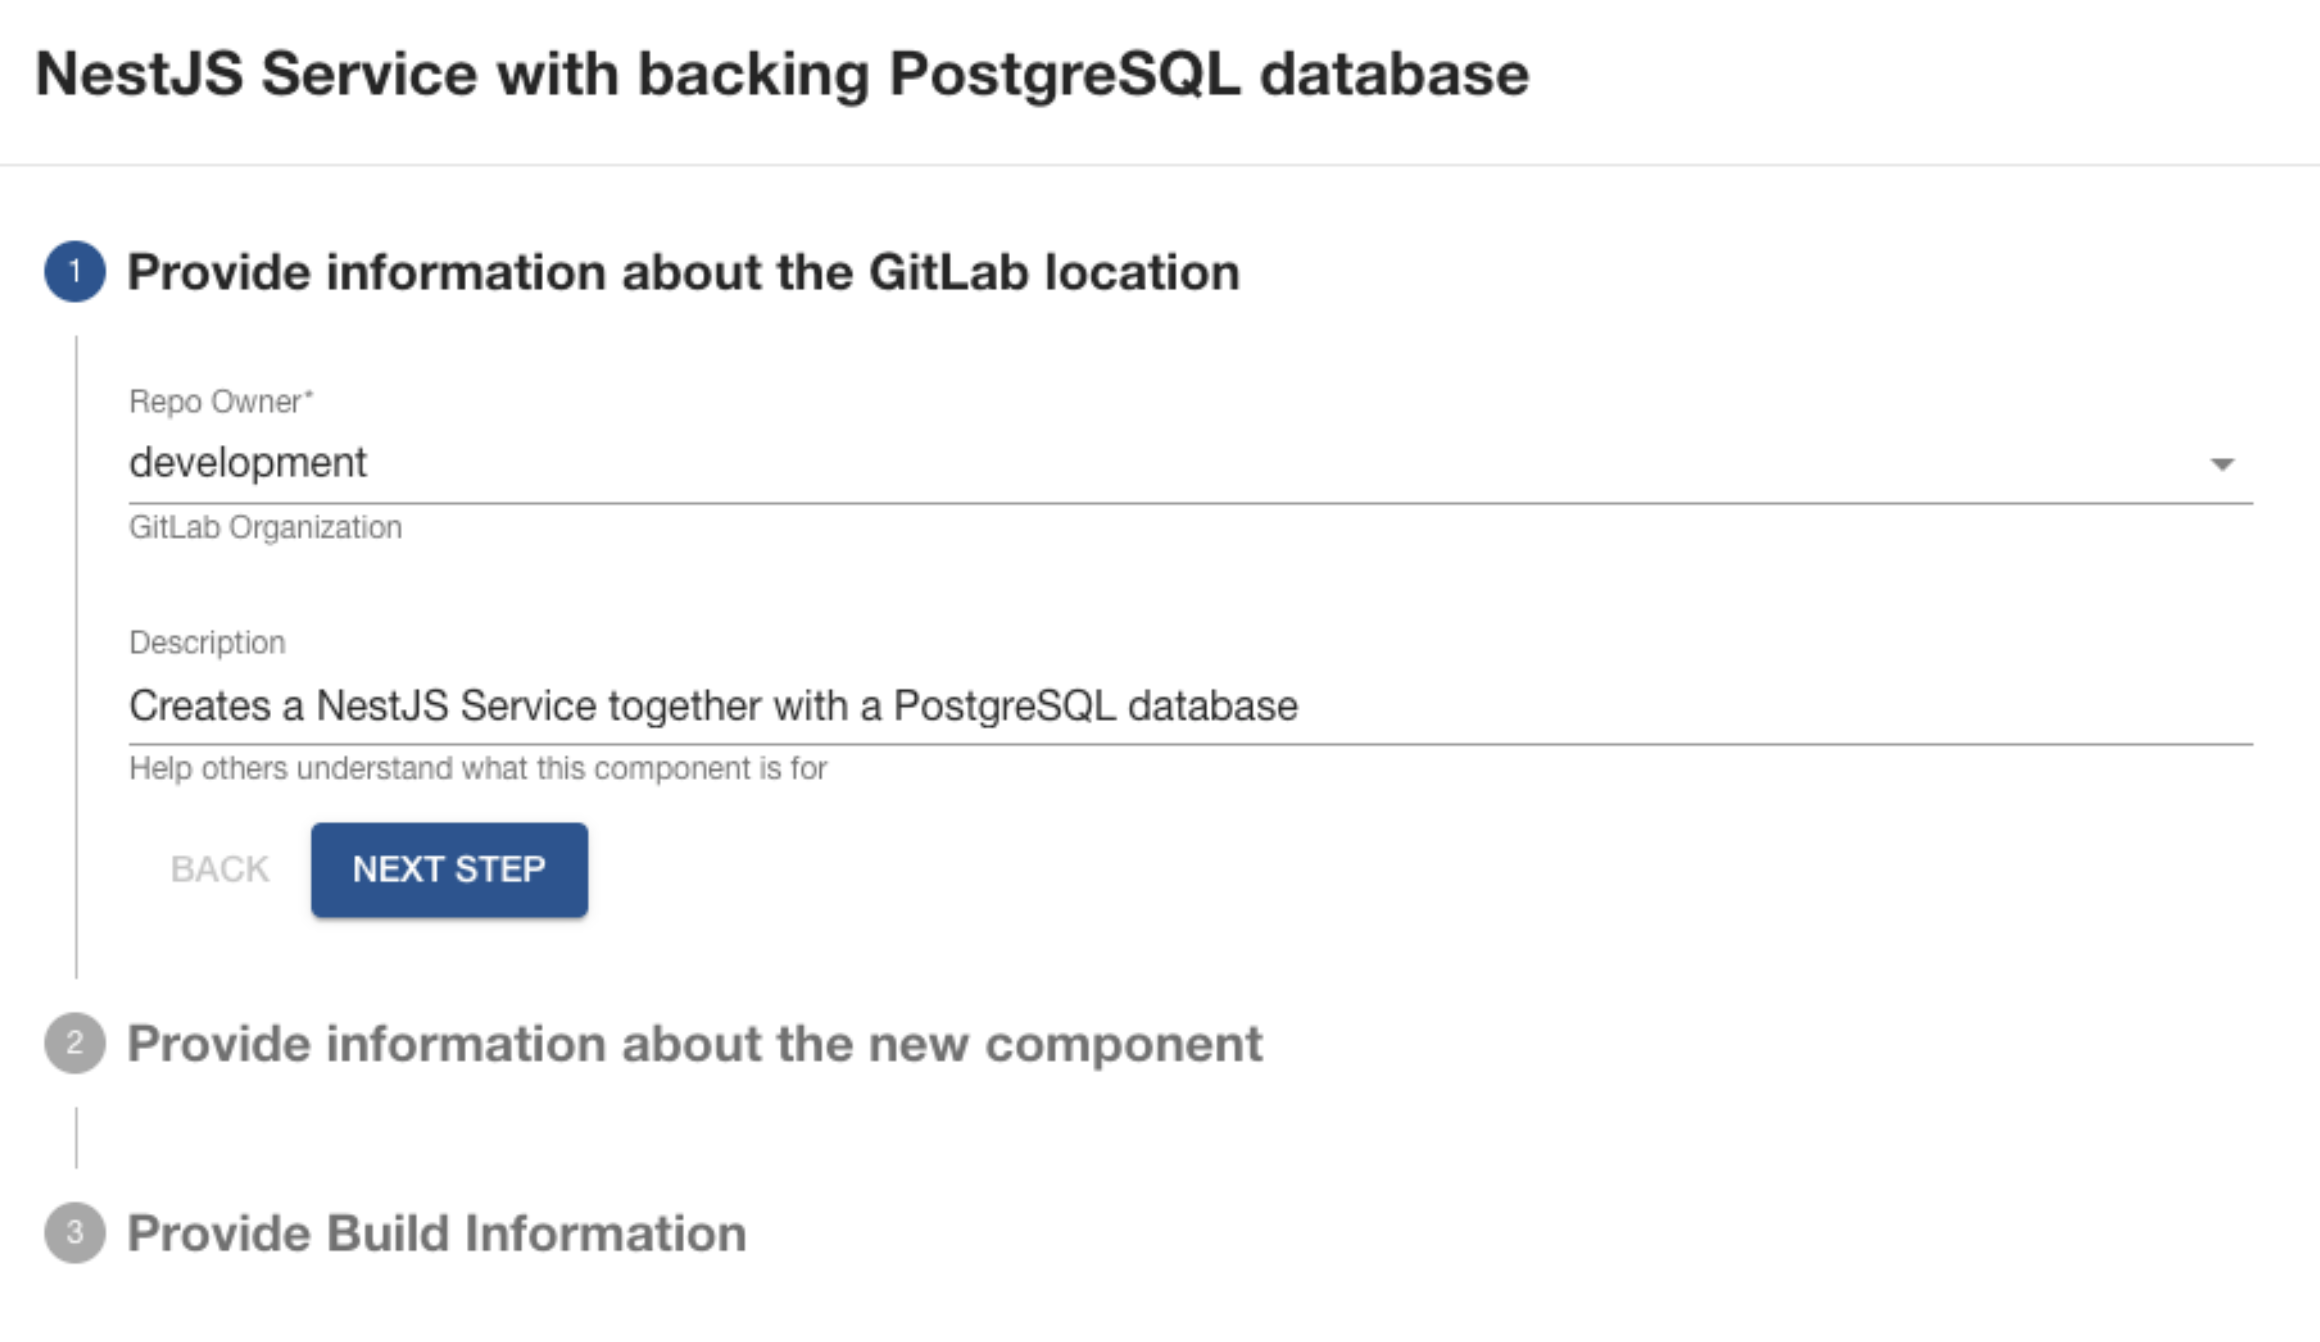 NestJS Service with backing PostgreSQL database
1 Provide information about the GitLab location
Repo Owner*
development
GitLab Organization
Description
Creates a NestJS Service together with a PostgreSQL database
Help others understand what this component is for
BACK NEXT STEP
2 Provide information about the new component
3 Provide Build Information